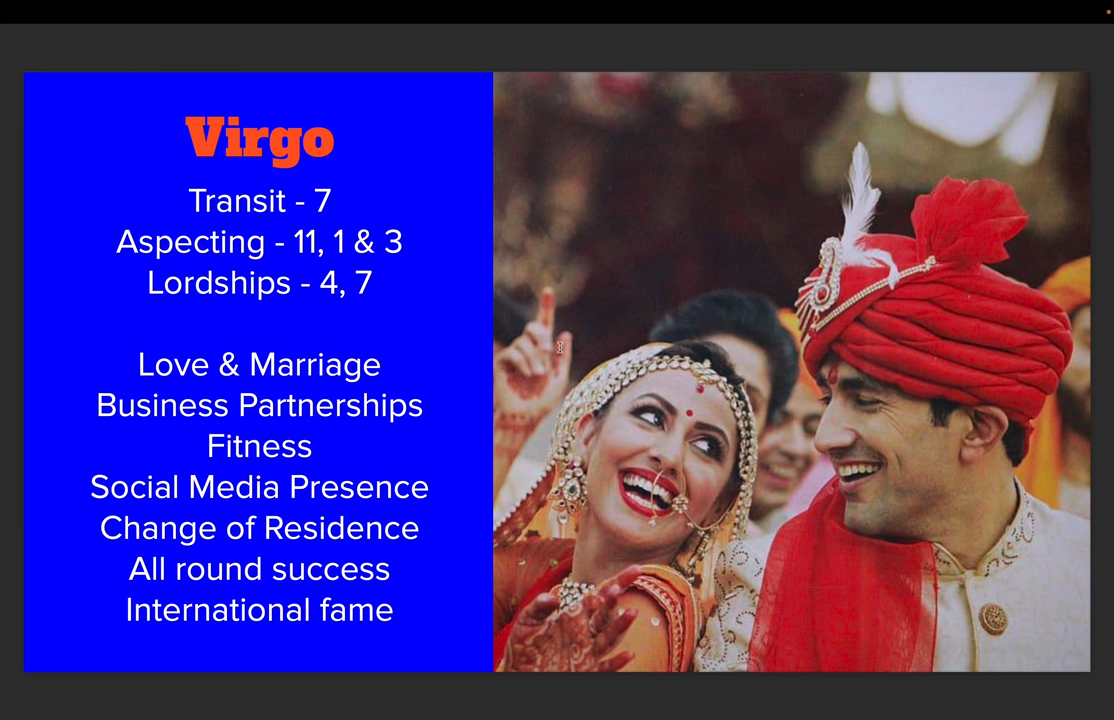 Virgo
Transit - 7
Aspecting - 11, 1 & 3
Lordships - 4, 7
Love & Marriage
Business Partnerships
Fitness
Social Media Presence
Change of Residence
All round success
International fame